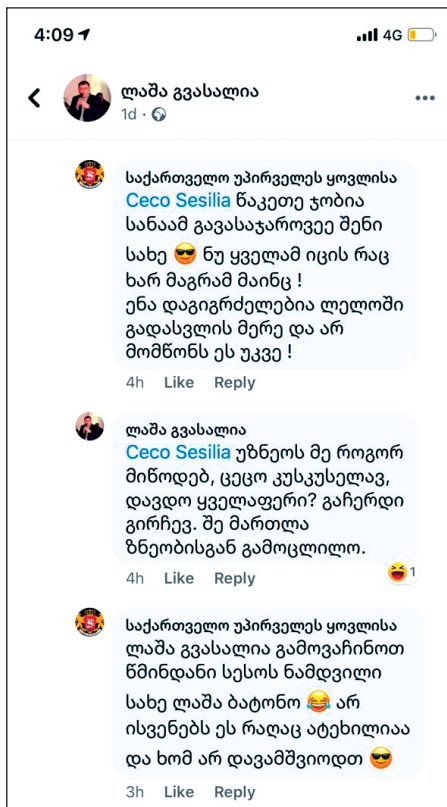 4:09
4G
ლაშა გვასალია
1d
საქართველო უპირველეს ყოვლისა
Ceco Sesilia წაკეთე ჯობია
სანაამ გავასაჯაროვეე შენი
სახე 😎 ნუ ყველამ იცის რაც
ხარ მაგრამ მაინც !
ენა დაგიგრძელებია ლელოში
გადასვლის მერე და არ
მომწონს ეს უკვე !
4h Like Reply
ლაშა გვასალია
Ceco Sesilia უზნეოს მე როგორ
მიწოდებ, ცეცო კუსკუსელავ,
დავდო ყველაფერი? გაჩერდი
გირჩევ. შე მართლა
ზნეობისგან გამოცლილო.
4h Like Reply
😆 1
საქართველო უპირველეს ყოვლისა
ლაშა გვასალია გამოვაჩინოთ
წმინდანი სესოს ნამდვილი
სახე ლაშა ბატონო 😂 არ
ისვენებს ეს რაღაც ატეხილიაა
და ხომ არ დავამშვიოდთ 😎
3h Like Reply